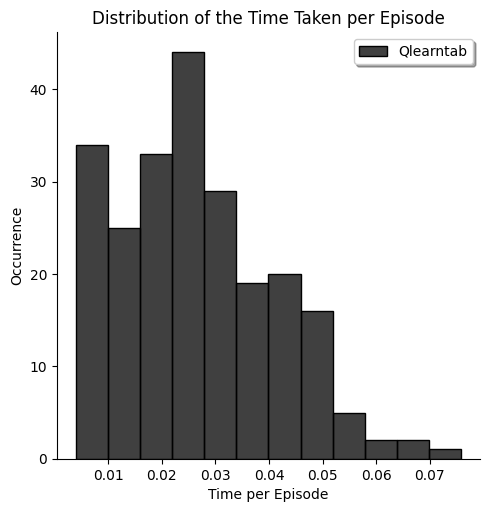 Distribution of the Time Taken per Episode
Qlearntab
Occurrence
40
30
20
10
0
0.01 0.02 0.03 0.04 0.05 0.06 0.07
Time per Episode